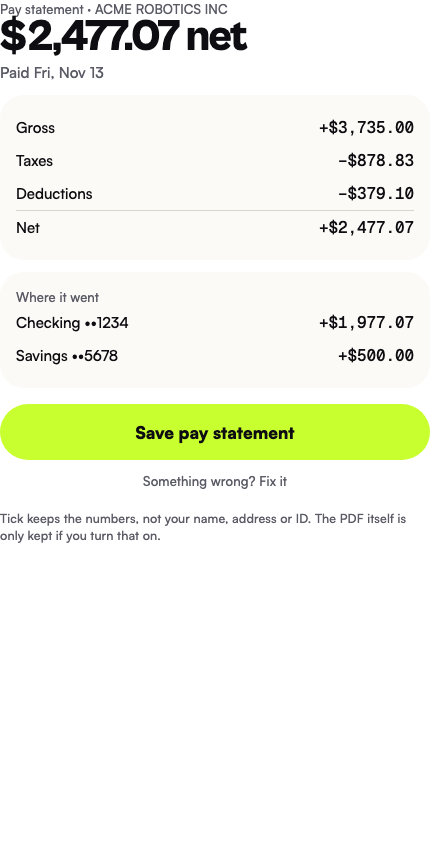 Pay statement · ACME ROBOTICS INC
$2,477.07 net
Paid Fri, Nov 13
Gross +$3,735.00
Taxes −$878.83
Deductions −$379.10
Net +$2,477.07
Where it went
Checking ••1234 +$1,977.07
Savings ••5678 +$500.00
Save pay statement
Something wrong? Fix it
Tick keeps the numbers, not your name, address or ID. The PDF itself is
only kept if you turn that on.